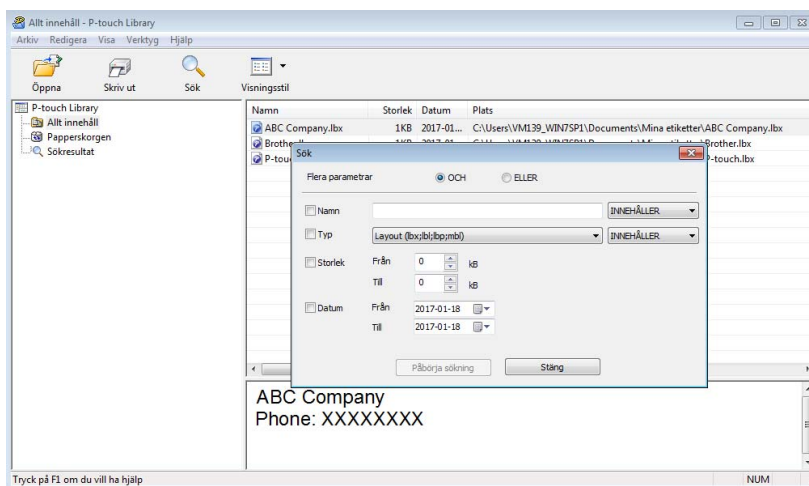 Allt innehåll - P-touch Library
Arkiv Redigera Visa Verktyg Hjälp
Öppna Skriv ut Sök Visningsstil
P-touch Library
Allt innehåll
Papperskorgen
Sökresultat
Namn Storlek Datum Plats
ABC Company.lbx 1KB 2017-01... C:\Users\VM139_WIN7SP1\Documents\Mina etiketter\ABC Company.lbx
Brother.lbx
P-touch.lbx
Sök
Flera parametrar OCH ELLER
Namn INNEHÅLLER
Typ Layout (lbx;lbl;lbp;mbl) INNEHÅLLER
Storlek Från 0 kB
Till 0 kB
Datum Från 2017-01-18
Till 2017-01-18
Påbörja sökning Stäng
ABC Company
Phone: XXXXXXXX
Tryck på F1 om du vill ha hjälp NUM